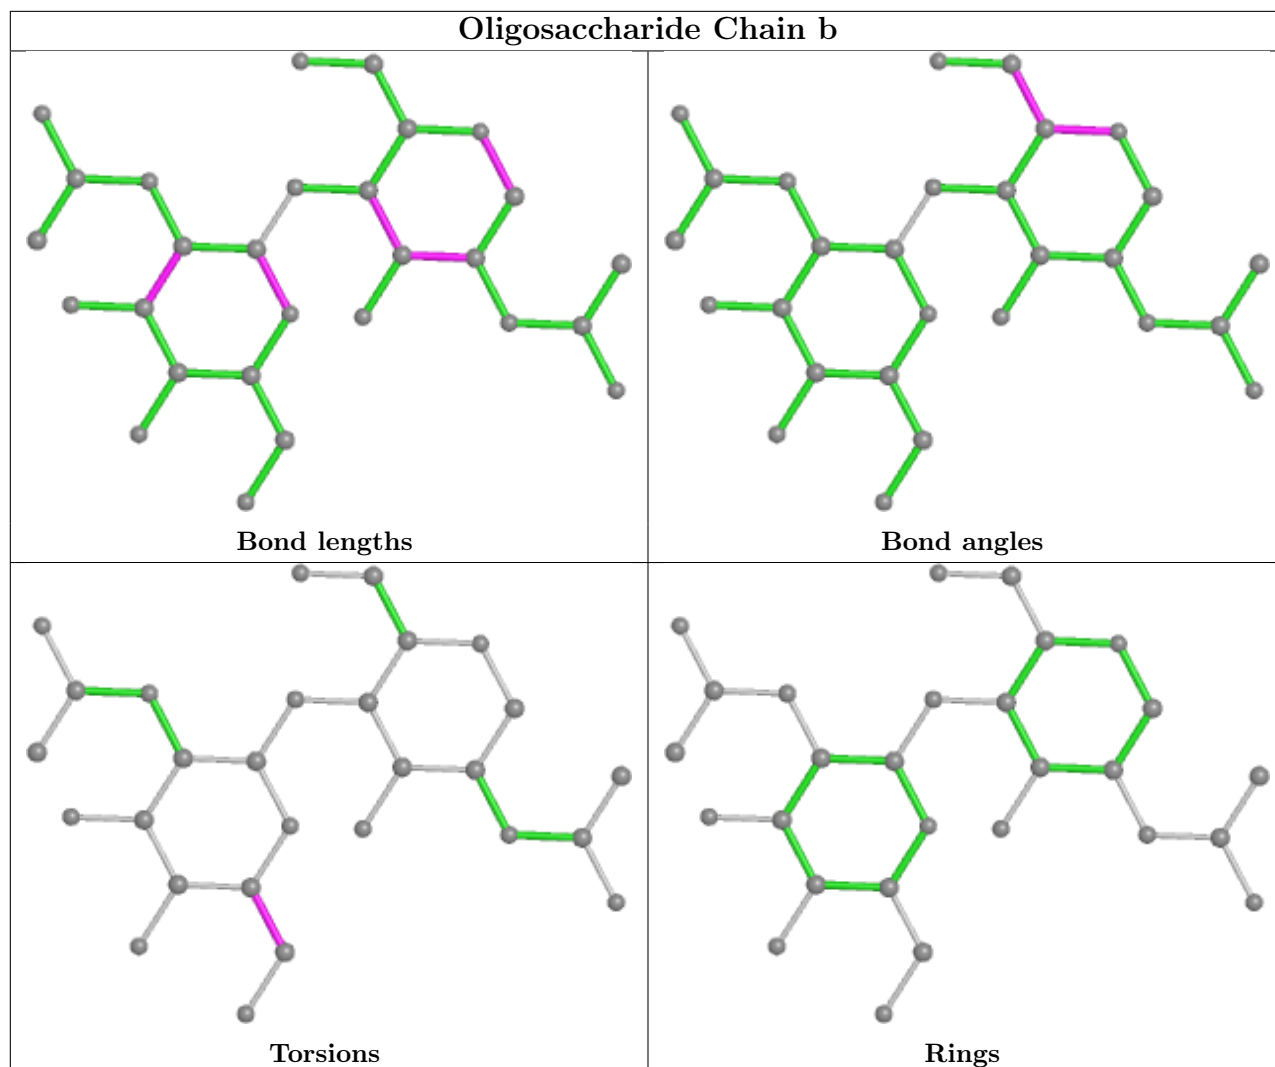 Oligosaccharide Chain b
Bond lengths
Bond angles
Torsions
Rings